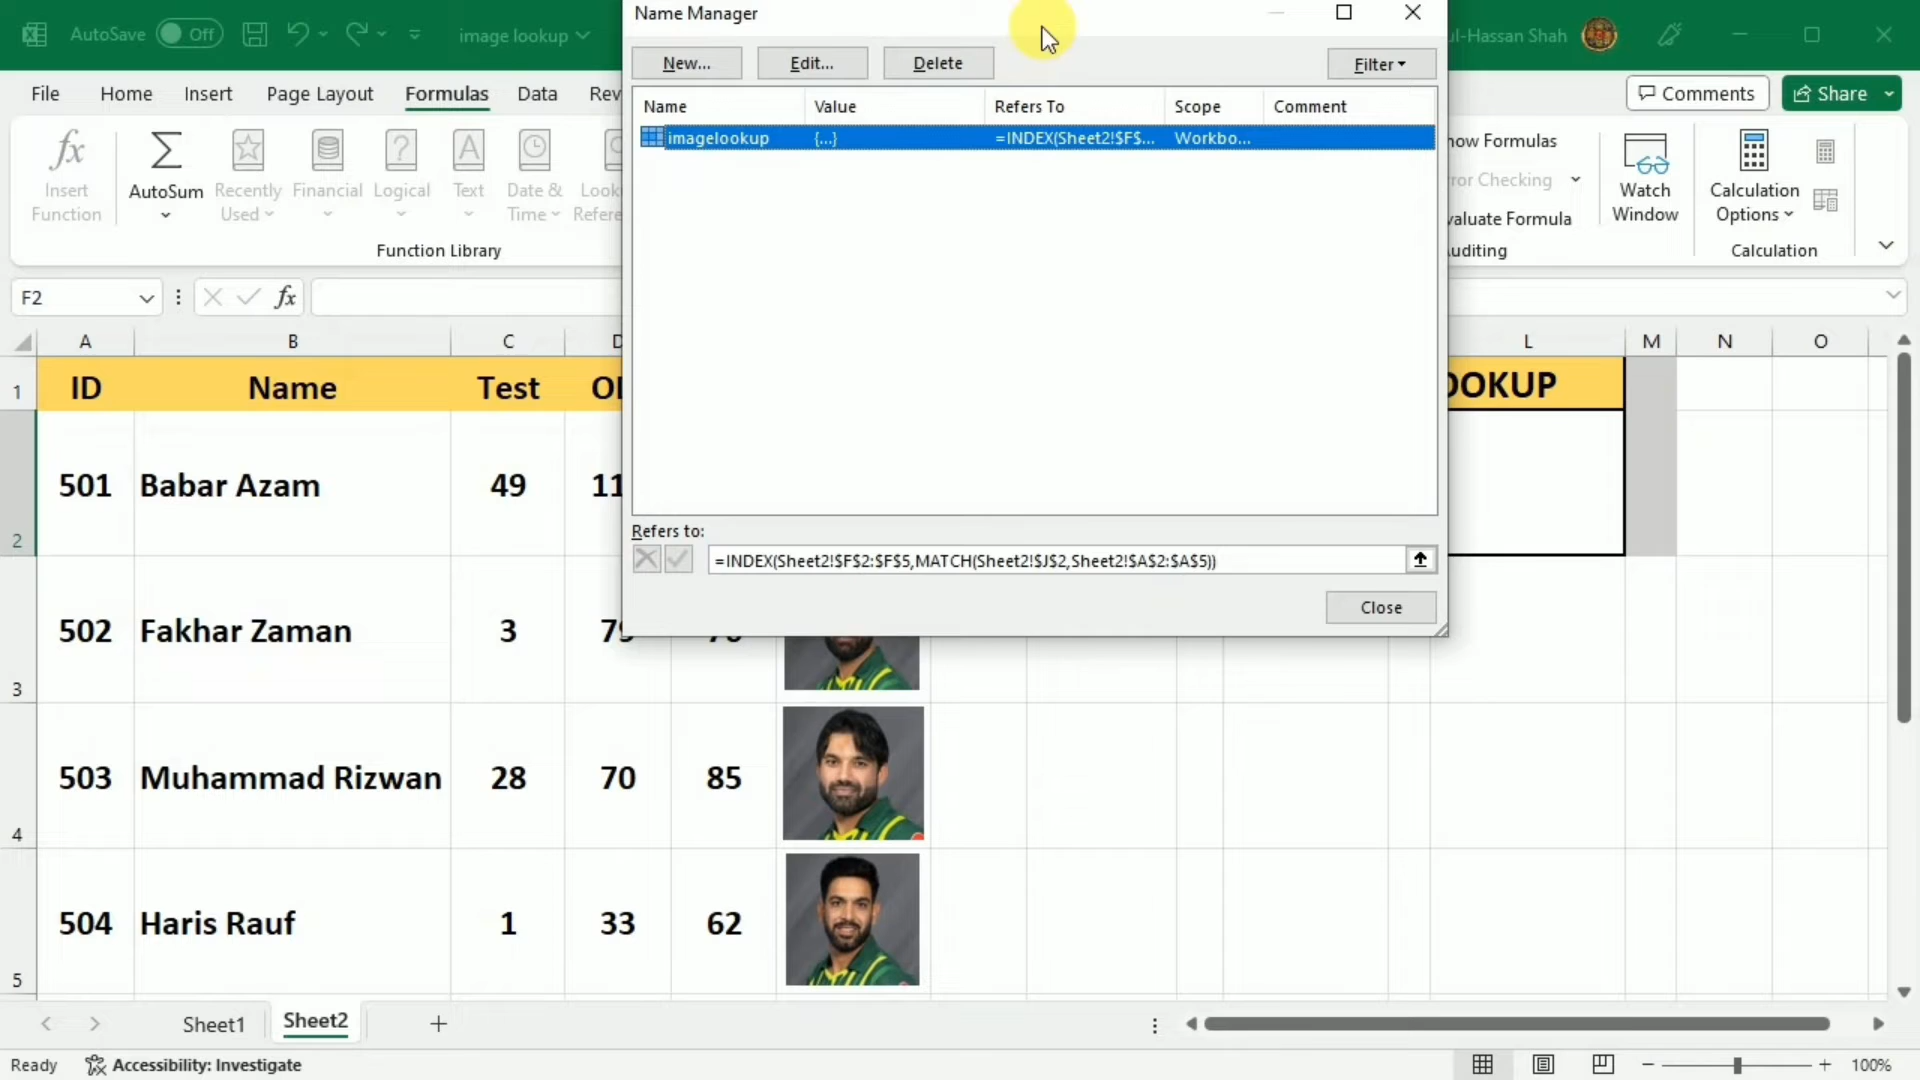 AutoSave Off image lookup Name Manager ul-Hassan Shah
New... Edit... Delete Filter
File Home Insert Page Layout Formulas Data Rev Comments Share
Name Value Refers To Scope Comment
imagelookup {...} =INDEX(Sheet2!$F$... Workbo...
Insert Function AutoSum Recently Used Financial Logical Text Date & Time
Function Library
how Formulas
ror Checking
valuate Formula
uditing
Watch Window
Calculation Options
Calculation
F2 fx
A B C L M N O
1 ID Name Test OOKUP
2 501 Babar Azam 49 11
Refers to:
=INDEX(Sheet2!$F$2:$F$5,MATCH(Sheet2!$J$2,Sheet2!$A$2:$A$5))
Close
3 502 Fakhar Zaman 3
4 503 Muhammad Rizwan 28 70 85
5 504 Haris Rauf 1 33 62
Sheet1 Sheet2
Ready Accessibility: Investigate 100%